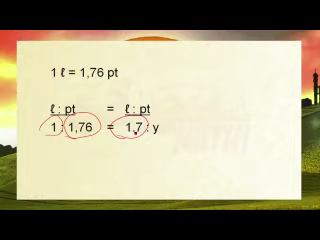 1 ℓ = 1,76 pt
ℓ : pt = ℓ : pt
1 : 1,76 = 1,7 : y